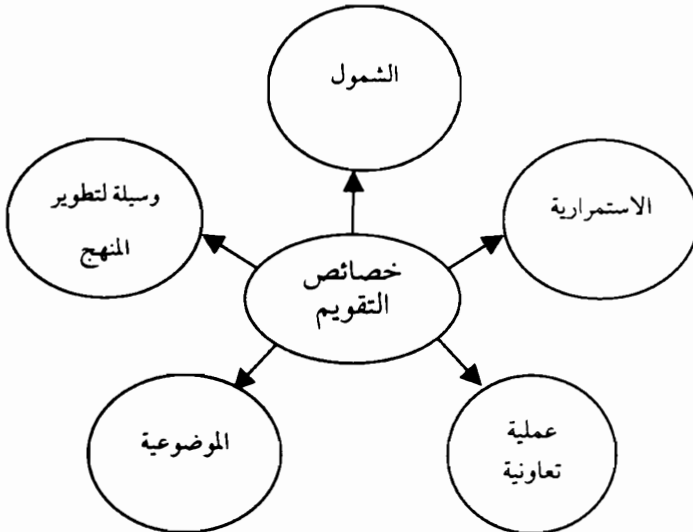 الشمول
الاستمرارية
وسيلة لتطوير
المنهج
خصائص
التقويم
الموضوعية
عملية
تعاونية